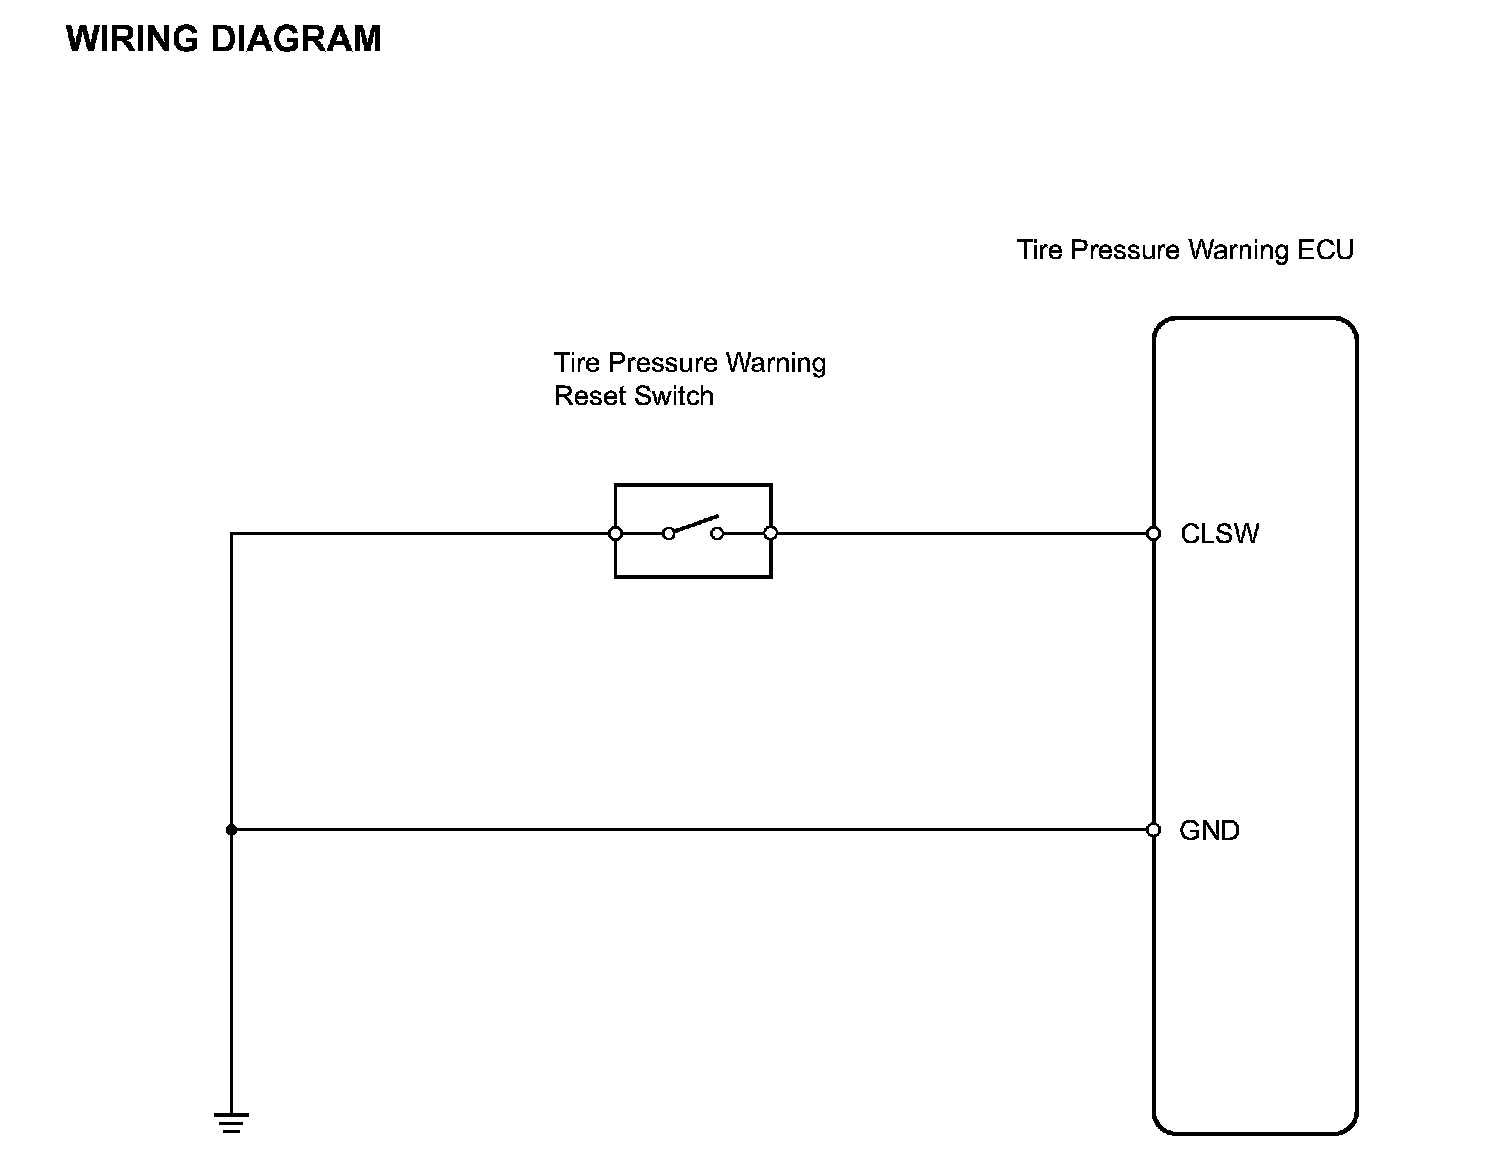 WIRING DIAGRAM
Tire Pressure Warning ECU
Tire Pressure Warning
Reset Switch
CLSW
GND